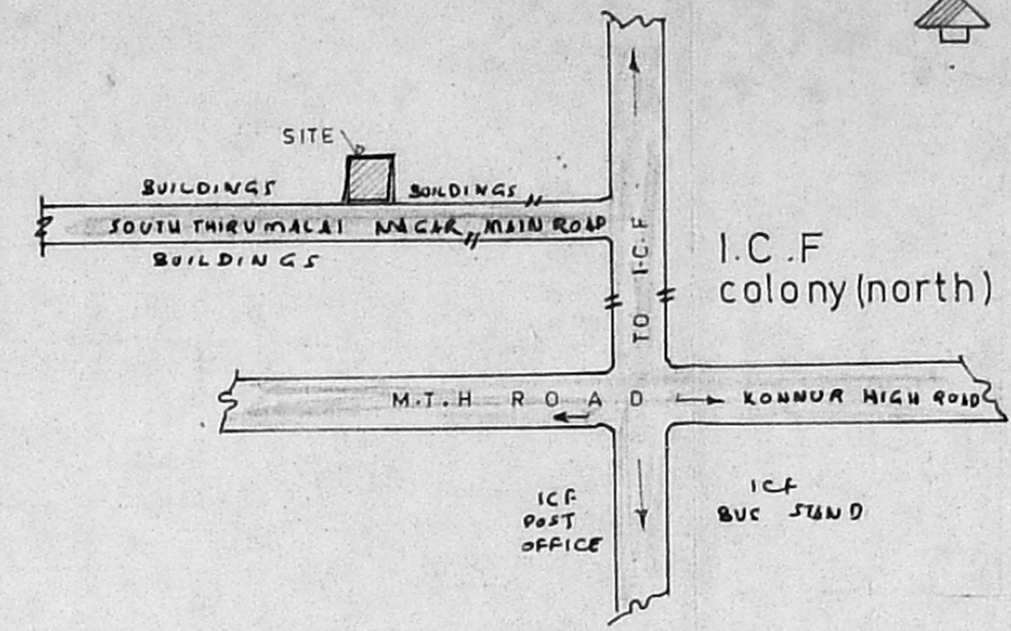 SITE
BUILDINGS
BUILDINGS
SOUTH THIRUMALAI NAGAR MAIN ROAD
BUILDINGS
TO I.C.F
I.C.F
colony (north)
M.T.H ROAD
KONNUR HIGH ROAD
ICF
POST
OFFICE
ICF
BUS STAND